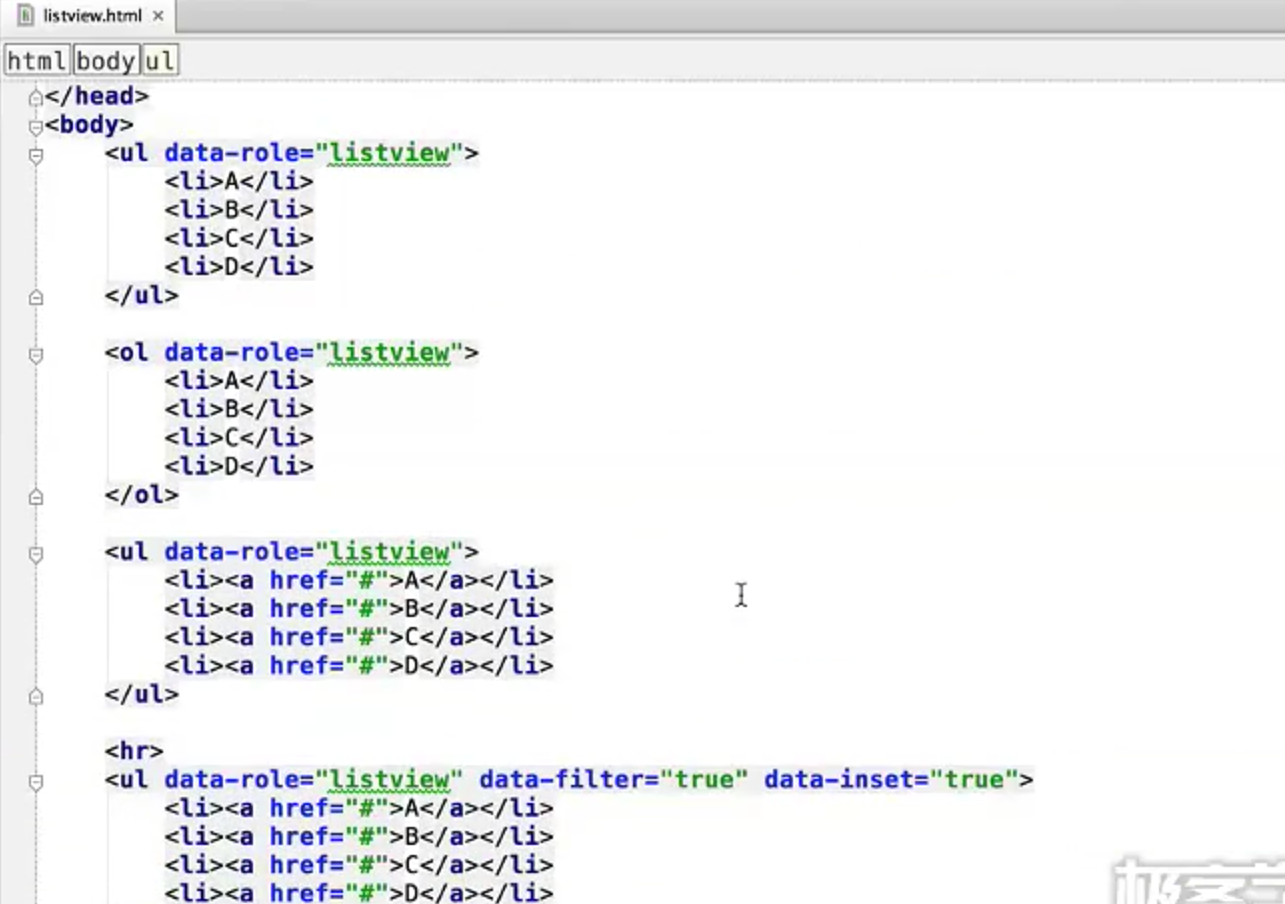 listview.html
html body ul
</head>
<body>
<ul data-role="listview">
<li>A</li>
<li>B</li>
<li>C</li>
<li>D</li>
</ul>
<ol data-role="listview">
<li>A</li>
<li>B</li>
<li>C</li>
<li>D</li>
</ol>
<ul data-role="listview">
<li><a href="#">A</a></li>
<li><a href="#">B</a></li>
<li><a href="#">C</a></li>
<li><a href="#">D</a></li>
</ul>
<hr>
<ul data-role="listview" data-filter="true" data-inset="true">
<li><a href="#">A</a></li>
<li><a href="#">B</a></li>
<li><a href="#">C</a></li>
<li><a href="#">D</a></li>
极客